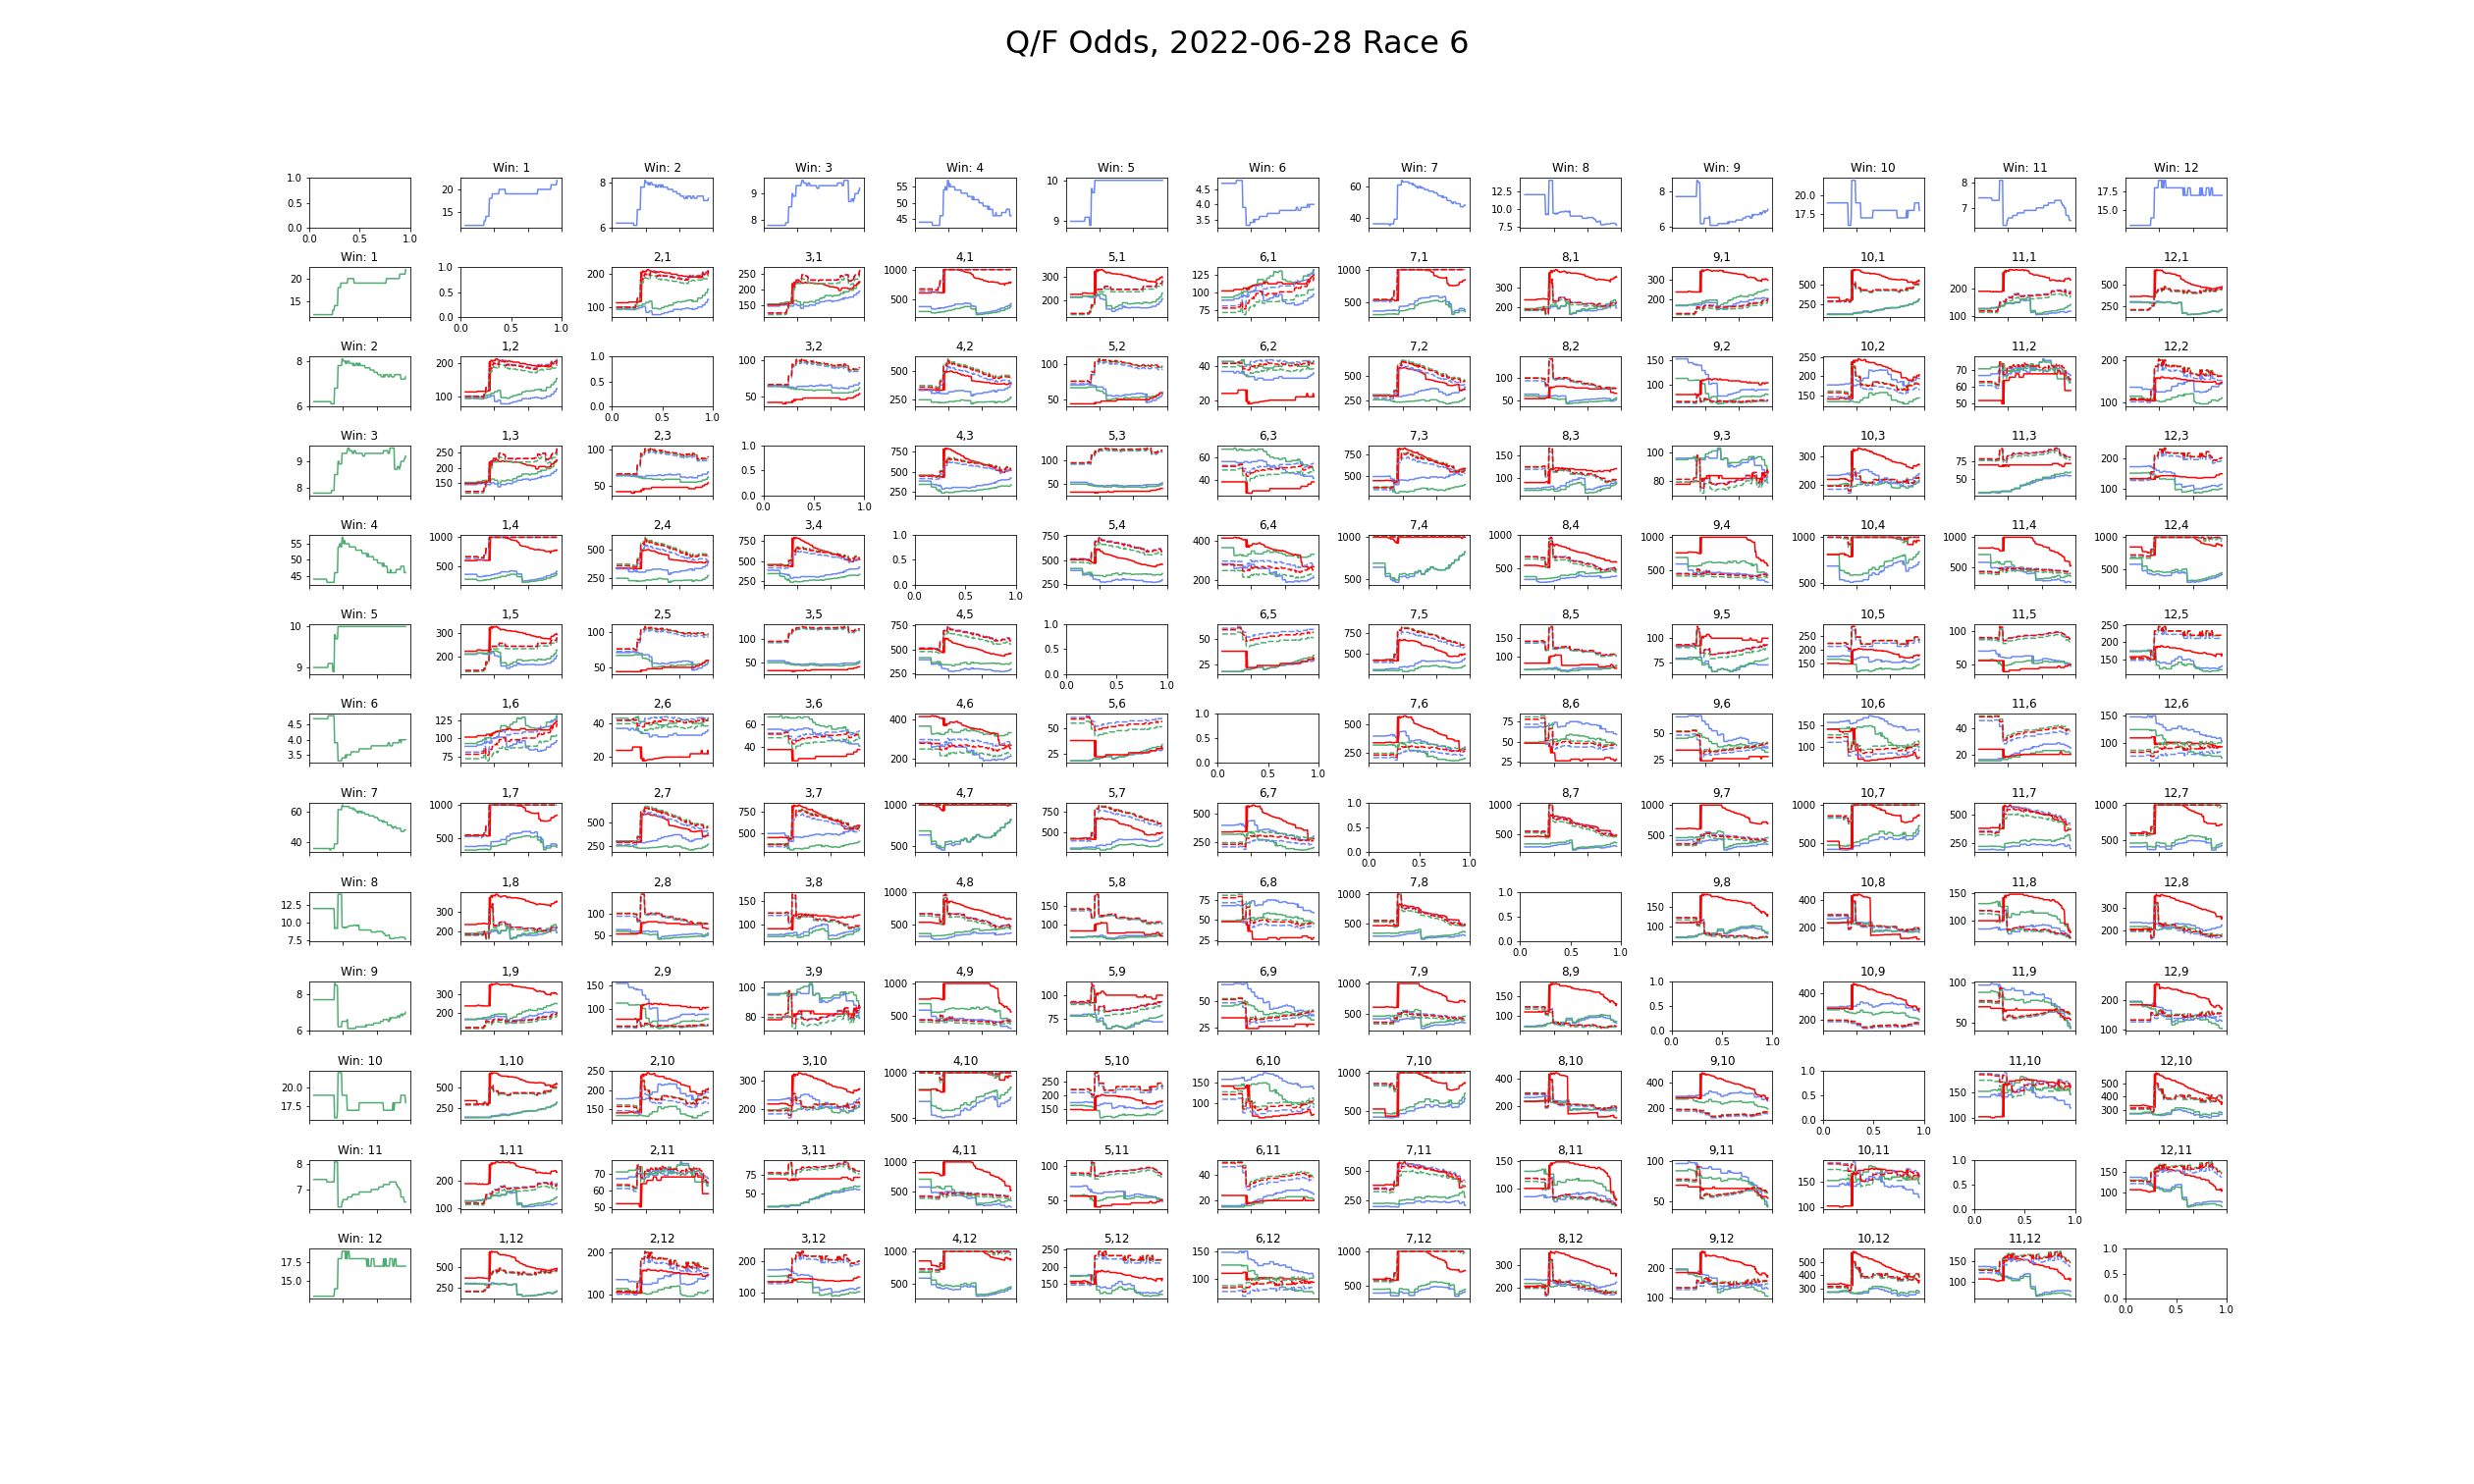 Q/F Odds, 2022-06-28 Race 6
Win: 1 Win: 2 Win: 3 Win: 4 Win: 5 Win: 6 Win: 7 Win: 8 Win: 9 Win: 10 Win: 11 Win: 12
1.0 0.5 0.0 20 15 8 6 9 8 55 50 45 10 9 4.5 4.0 3.5 60 40 12.5 10.0 7.5 8 6 20.0 17.5 8 7 17.5 15.0
0.0 0.5 1.0
Win: 1 2,1 3,1 4,1 5,1 6,1 7,1 8,1 9,1 10,1 11,1 12,1
20 15 1.0 0.5 0.0 200 100 250 200 150 1000 500 300 200 125 100 75 1000 500 300 200 300 200 500 200 100 500 250
0.0 0.5 1.0
Win: 2 1,2 3,2 4,2 5,2 6,2 7,2 8,2 9,2 10,2 11,2 12,2
8 6 200 100 1.0 0.5 0.0 100 50 500 250 100 50 40 20 500 250 100 50 150 100 250 200 150 70 60 50 200 100
0.0 0.5 1.0
Win: 3 1,3 2,3 4,3 5,3 6,3 7,3 8,3 9,3 10,3 11,3 12,3
9 8 250 200 150 100 50 1.0 0.5 0.0 750 500 250 100 50 60 40 750 500 150 100 100 80 300 200 75 50 200 100
0.0 0.5 1.0
Win: 4 1,4 2,4 3,4 5,4 6,4 7,4 8,4 9,4 10,4 11,4 12,4
55 50 45 1000 500 500 250 750 500 250 1.0 0.5 0.0 750 500 250 400 200 1000 500 1000 500 1000 500 1000 500 1000 500 1000 500
0.0 0.5 1.0
Win: 5 1,5 2,5 3,5 4,5 6,5 7,5 8,5 9,5 10,5 11,5 12,5
10 9 300 200 100 50 100 50 750 500 250 1.0 0.5 0.0 50 25 750 500 150 100 100 75 250 200 150 100 50 250 200 150
0.0 0.5 1.0
Win: 6 1,6 2,6 3,6 4,6 5,6 7,6 8,6 9,6 10,6 11,6 12,6
4.5 4.0 3.5 125 100 75 40 20 60 40 400 200 50 25 1.0 0.5 0.0 500 250 75 50 25 50 25 150 100 40 20 150 100
0.0 0.5 1.0
Win: 7 1,7 2,7 3,7 4,7 5,7 6,7 8,7 9,7 10,7 11,7 12,7
60 40 1000 500 500 250 750 500 1000 500 750 500 500 250 1.0 0.5 0.0 1000 500 1000 500 1000 500 500 250 1000 500
0.0 0.5 1.0
Win: 8 1,8 2,8 3,8 4,8 5,8 6,8 7,8 9,8 10,8 11,8 12,8
12.5 10.0 7.5 300 200 100 50 150 100 1000 500 150 100 75 50 25 1000 500 1.0 0.5 0.0 150 100 400 200 150 100 300 200
0.0 0.5 1.0
Win: 9 1,9 2,9 3,9 4,9 5,9 6,9 7,9 8,9 10,9 11,9 12,9
8 6 300 200 150 100 100 80 1000 500 100 75 50 25 1000 500 150 100 1.0 0.5 0.0 400 200 100 50 200 100
0.0 0.5 1.0
Win: 10 1,10 2,10 3,10 4,10 5,10 6,10 7,10 8,10 9,10 11,10 12,10
20.0 17.5 500 250 250 200 150 300 200 1000 500 250 200 150 150 100 1000 500 400 200 400 200 1.0 0.5 0.0 150 100 500 400 300
0.0 0.5 1.0
Win: 11 1,11 2,11 3,11 4,11 5,11 6,11 7,11 8,11 9,11 10,11 12,11
8 7 200 100 70 60 50 75 50 1000 500 100 50 40 20 500 250 150 100 100 50 150 100 1.0 0.5 0.0 150 100
0.0 0.5 1.0
Win: 12 1,12 2,12 3,12 4,12 5,12 6,12 7,12 8,12 9,12 10,12 11,12
17.5 15.0 500 250 200 100 200 100 1000 500 250 200 150 150 100 1000 500 300 200 200 100 500 400 300 150 100 1.0 0.5 0.0
0.0 0.5 1.0